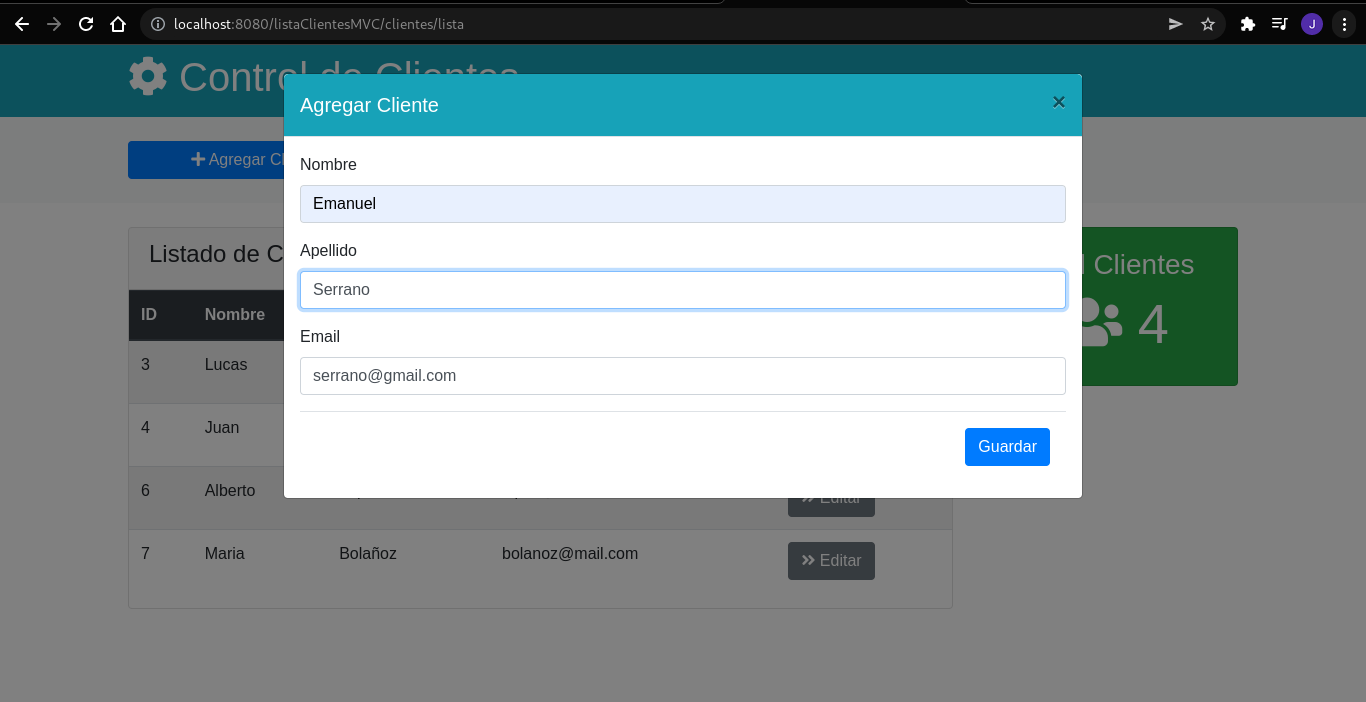 localhost:8080/listaClientesMVC/clientes/lista
J
Control de Clientes
Agregar Cliente
×
Agregar
Nombre
Emanuel
Apellido
Serrano
Email
serrano@gmail.com
Guardar
Listado de
Clientes
4
ID Nombre
3 Lucas
4 Juan
6 Alberto Editar
7 Maria Bolañoz bolanoz@mail.com Editar